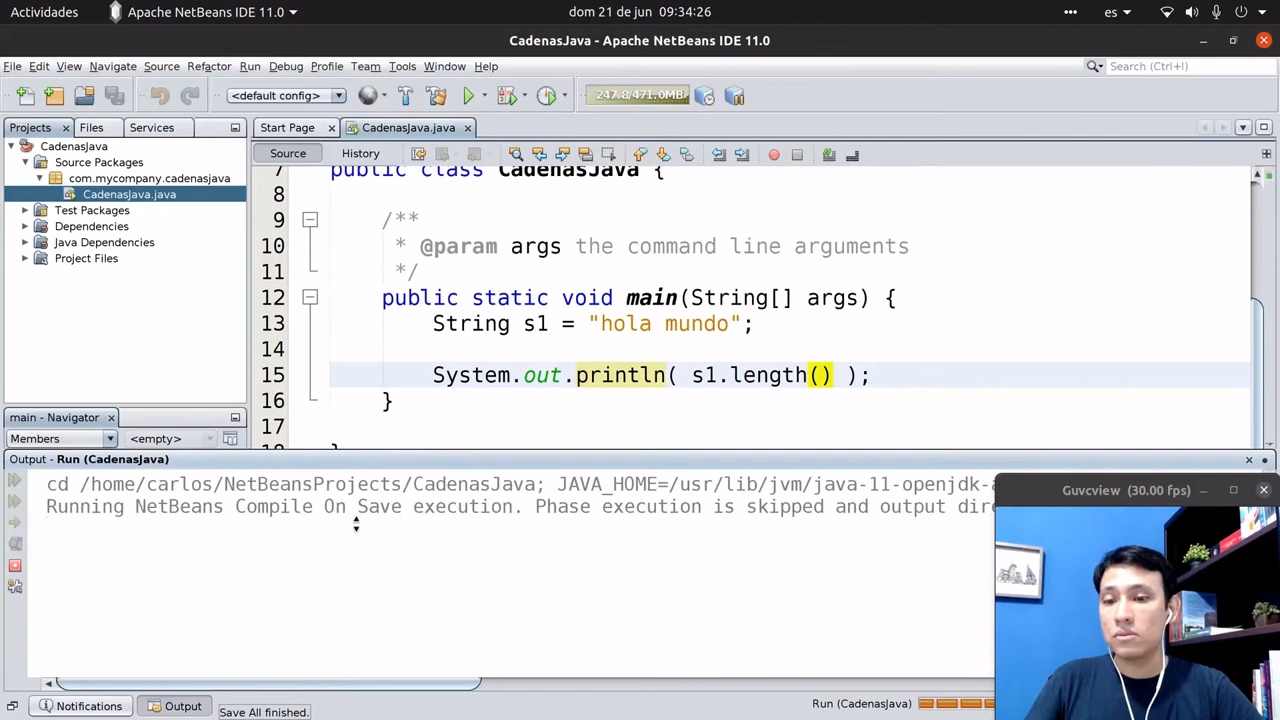 Actividades
Apache NetBeans IDE 11.0
dom 21 de jun 09:34:26
es
CadenasJava - Apache NetBeans IDE 11.0
File Edit View Navigate Source Refactor Run Debug Profile Team Tools Window Help
Search (Ctrl+I)
<default config>
247.8/471.0MB
Projects
Files
Services
Start Page
CadenasJava.java
CadenasJava
Source Packages
com.mycompany.cadenasjava
CadenasJava.java
Test Packages
Dependencies
Java Dependencies
Project Files
Source
History
7 public class CadenasJava {
8
9 /**
10 * @param args the command line arguments
11 */
12 public static void main(String[] args) {
13 String s1 = "hola mundo";
14
15 System.out.println( s1.length() );
16 }
17
main - Navigator
Members
<empty>
Output - Run (CadenasJava)
cd /home/carlos/NetBeansProjects/CadenasJava; JAVA_HOME=/usr/lib/jvm/java-11-openjdk-a
Running NetBeans Compile On Save execution. Phase execution is skipped and output dire
Guvcview (30.00 fps)
Notifications
Output
Save All finished.
Run (CadenasJava)